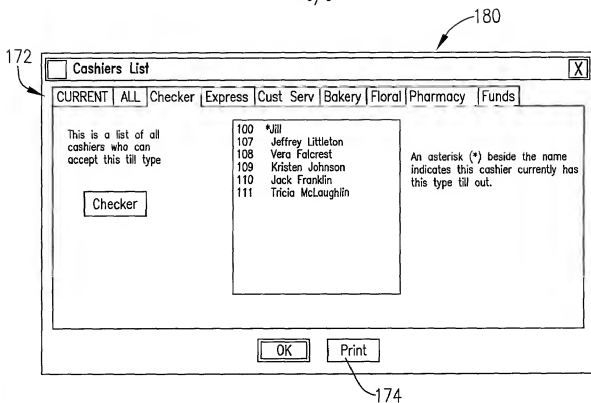 180
172
Cashiers List X
CURRENT ALL Checker Express Cust Serv Bakery Floral Pharmacy Funds
This is a list of all
cashiers who can
accept this till type
Checker
100 *Jill
107 Jeffrey Littleton
108 Vera Falcrest
109 Kristen Johnson
110 Jack Franklin
111 Tricia McLaughlin
An asterisk (*) beside the name
indicates this cashier currently has
this type till out.
OK Print
174